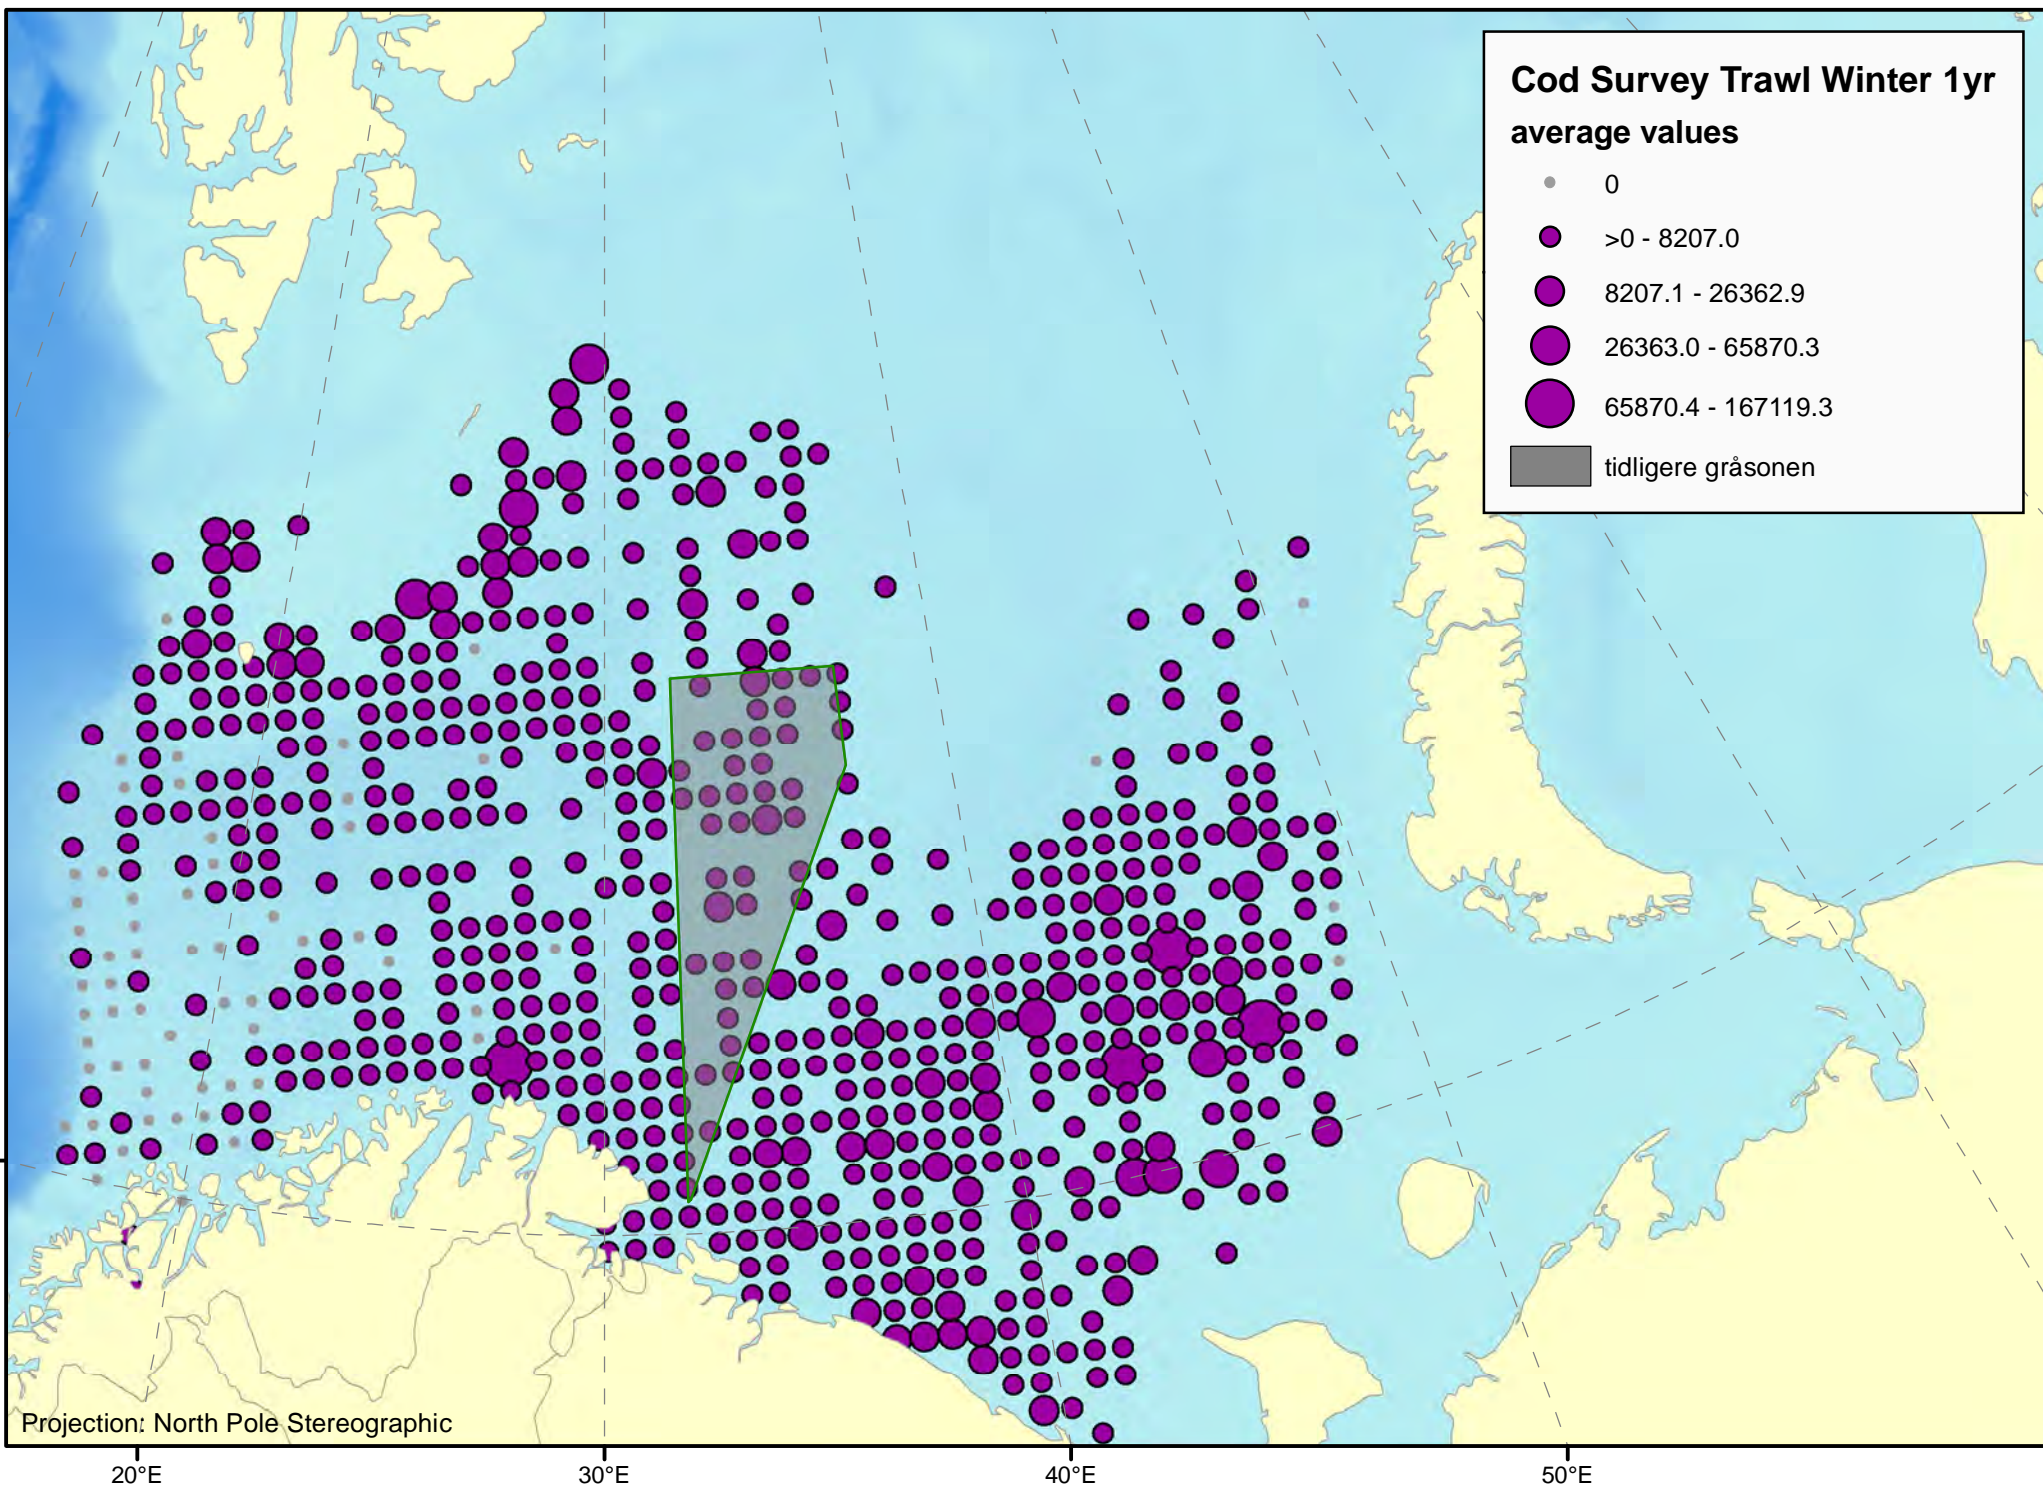 Cod Survey Trawl Winter 1yr
average values
0
>0 - 8207.0
8207.1 - 26362.9
26363.0 - 65870.3
65870.4 - 167119.3
tidligere gråsonen
Projection: North Pole Stereographic
20°E
30°E
40°E
50°E